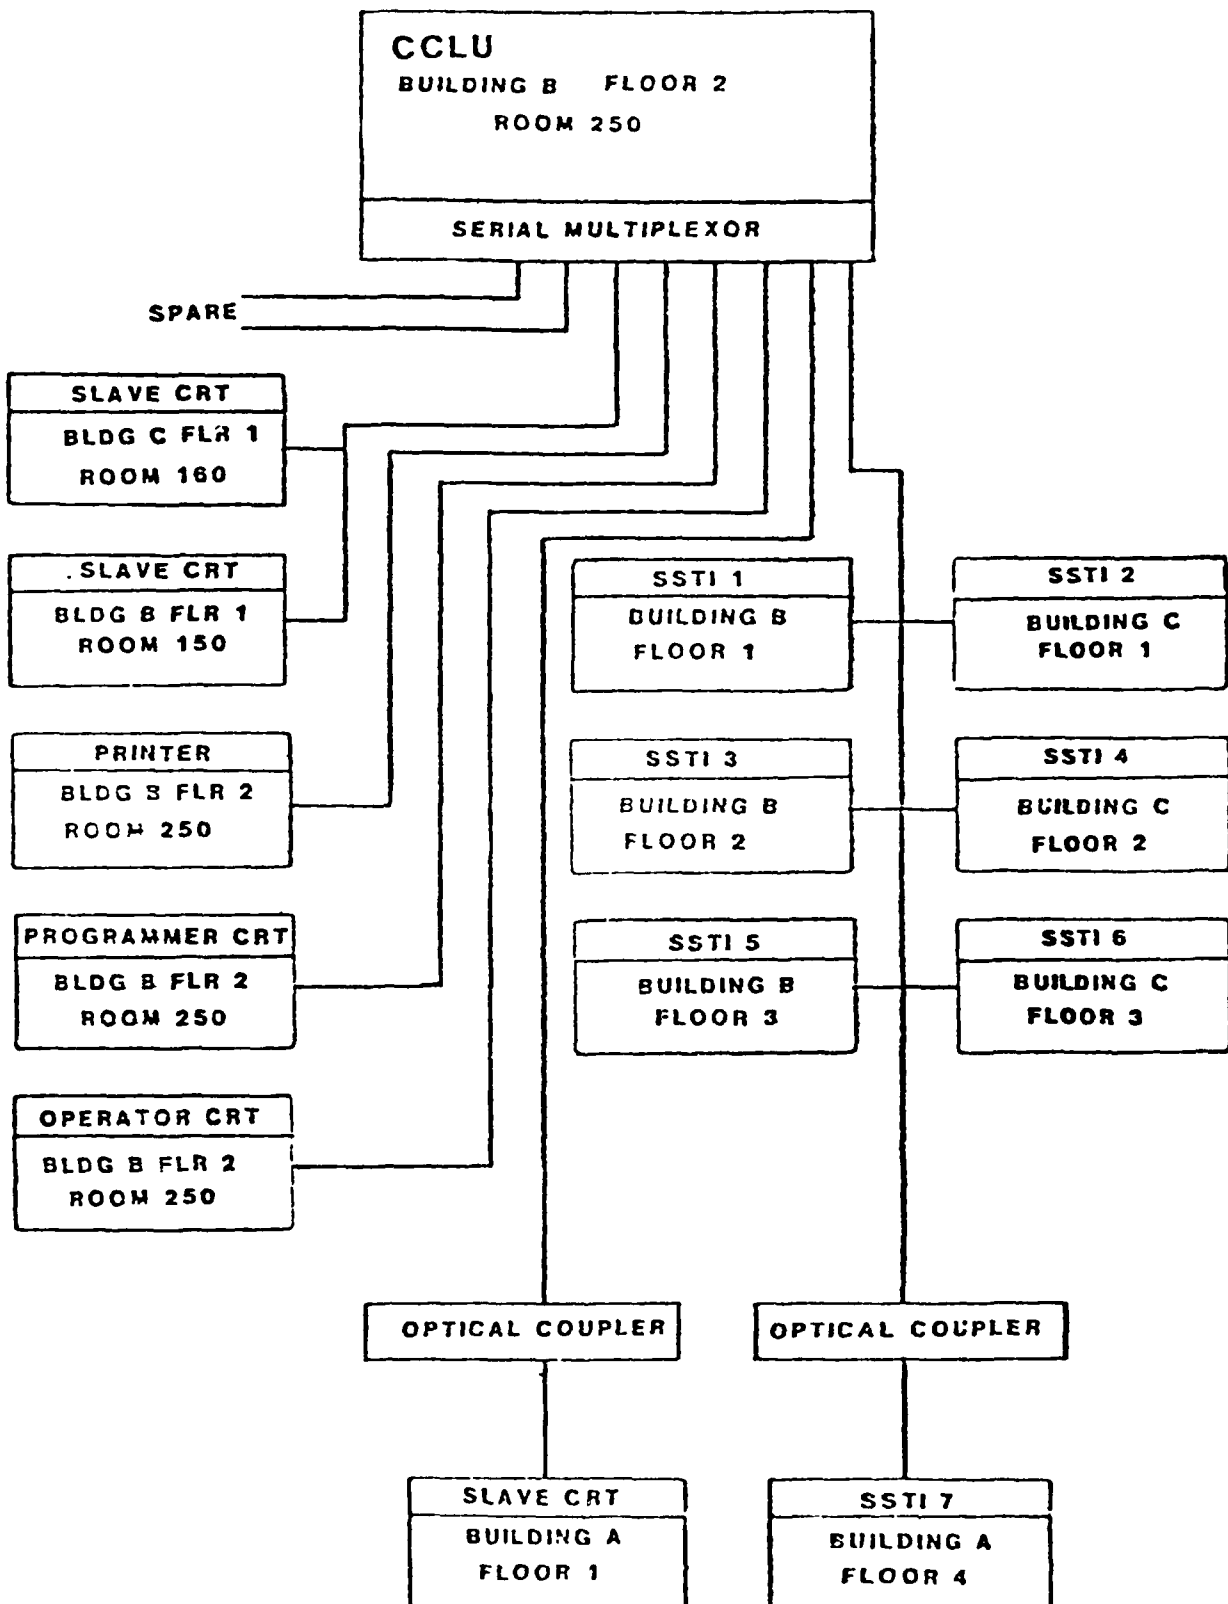 CCLU
BUILDING B FLOOR 2
ROOM 250
SERIAL MULTIPLEXOR
SPARE
SLAVE CRT
BLDG C FLR 1
ROOM 160
. SLAVE CRT
BLDG B FLR 1
ROOM 150
PRINTER
BLDG B FLR 2
ROOM 250
PROGRAMMER CRT
BLDG B FLR 2
ROOM 250
OPERATOR CRT
BLDG B FLR 2
ROOM 250
SSTI 1
BUILDING B
FLOOR 1
SSTI 2
BUILDING C
FLOOR 1
SSTI 3
BUILDING B
FLOOR 2
SSTI 4
BUILDING C
FLOOR 2
SSTI 5
BUILDING B
FLOOR 3
SSTI 6
BUILDING C
FLOOR 3
OPTICAL COUPLER
OPTICAL COUPLER
SLAVE CRT
BUILDING A
FLOOR 1
SSTI 7
BUILDING A
FLOOR 4